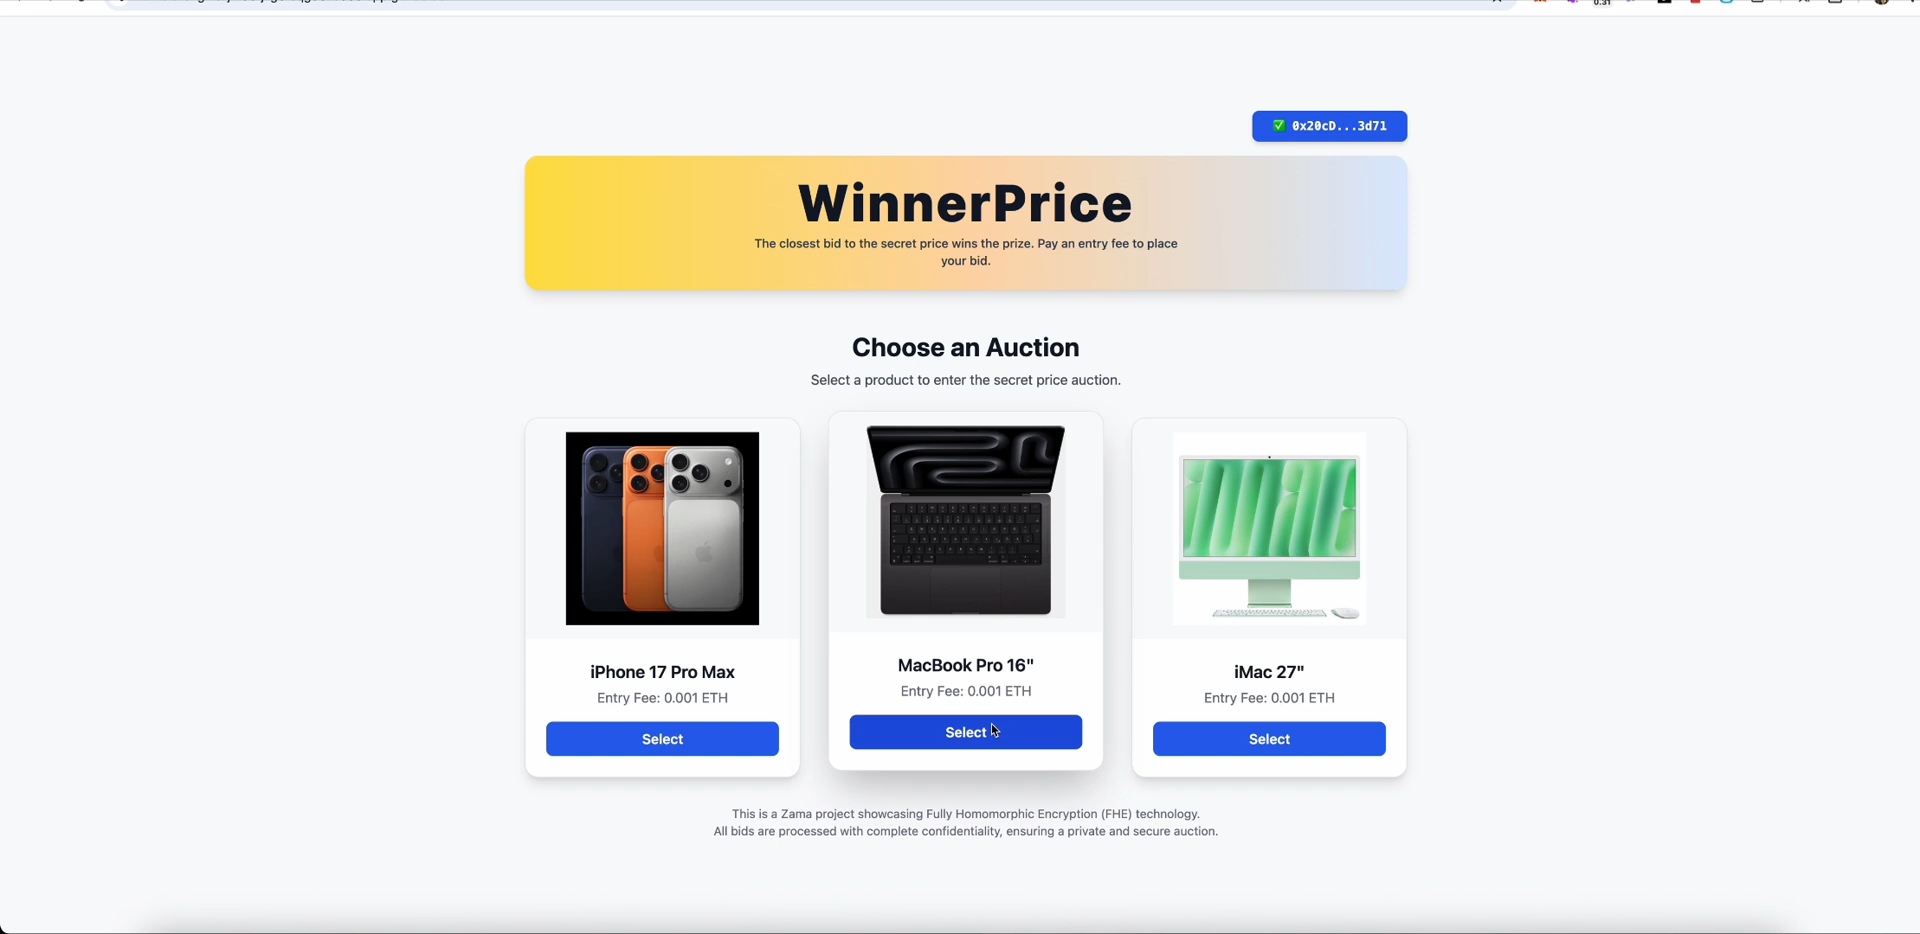 0.31
✅ 0x20cD...3d71
WinnerPrice
The closest bid to the secret price wins the prize. Pay an entry fee to place
your bid.
Choose an Auction
Select a product to enter the secret price auction.
iPhone 17 Pro Max
Entry Fee: 0.001 ETH
Select
MacBook Pro 16"
Entry Fee: 0.001 ETH
Select
iMac 27"
Entry Fee: 0.001 ETH
Select
This is a Zama project showcasing Fully Homomorphic Encryption (FHE) technology.
All bids are processed with complete confidentiality, ensuring a private and secure auction.